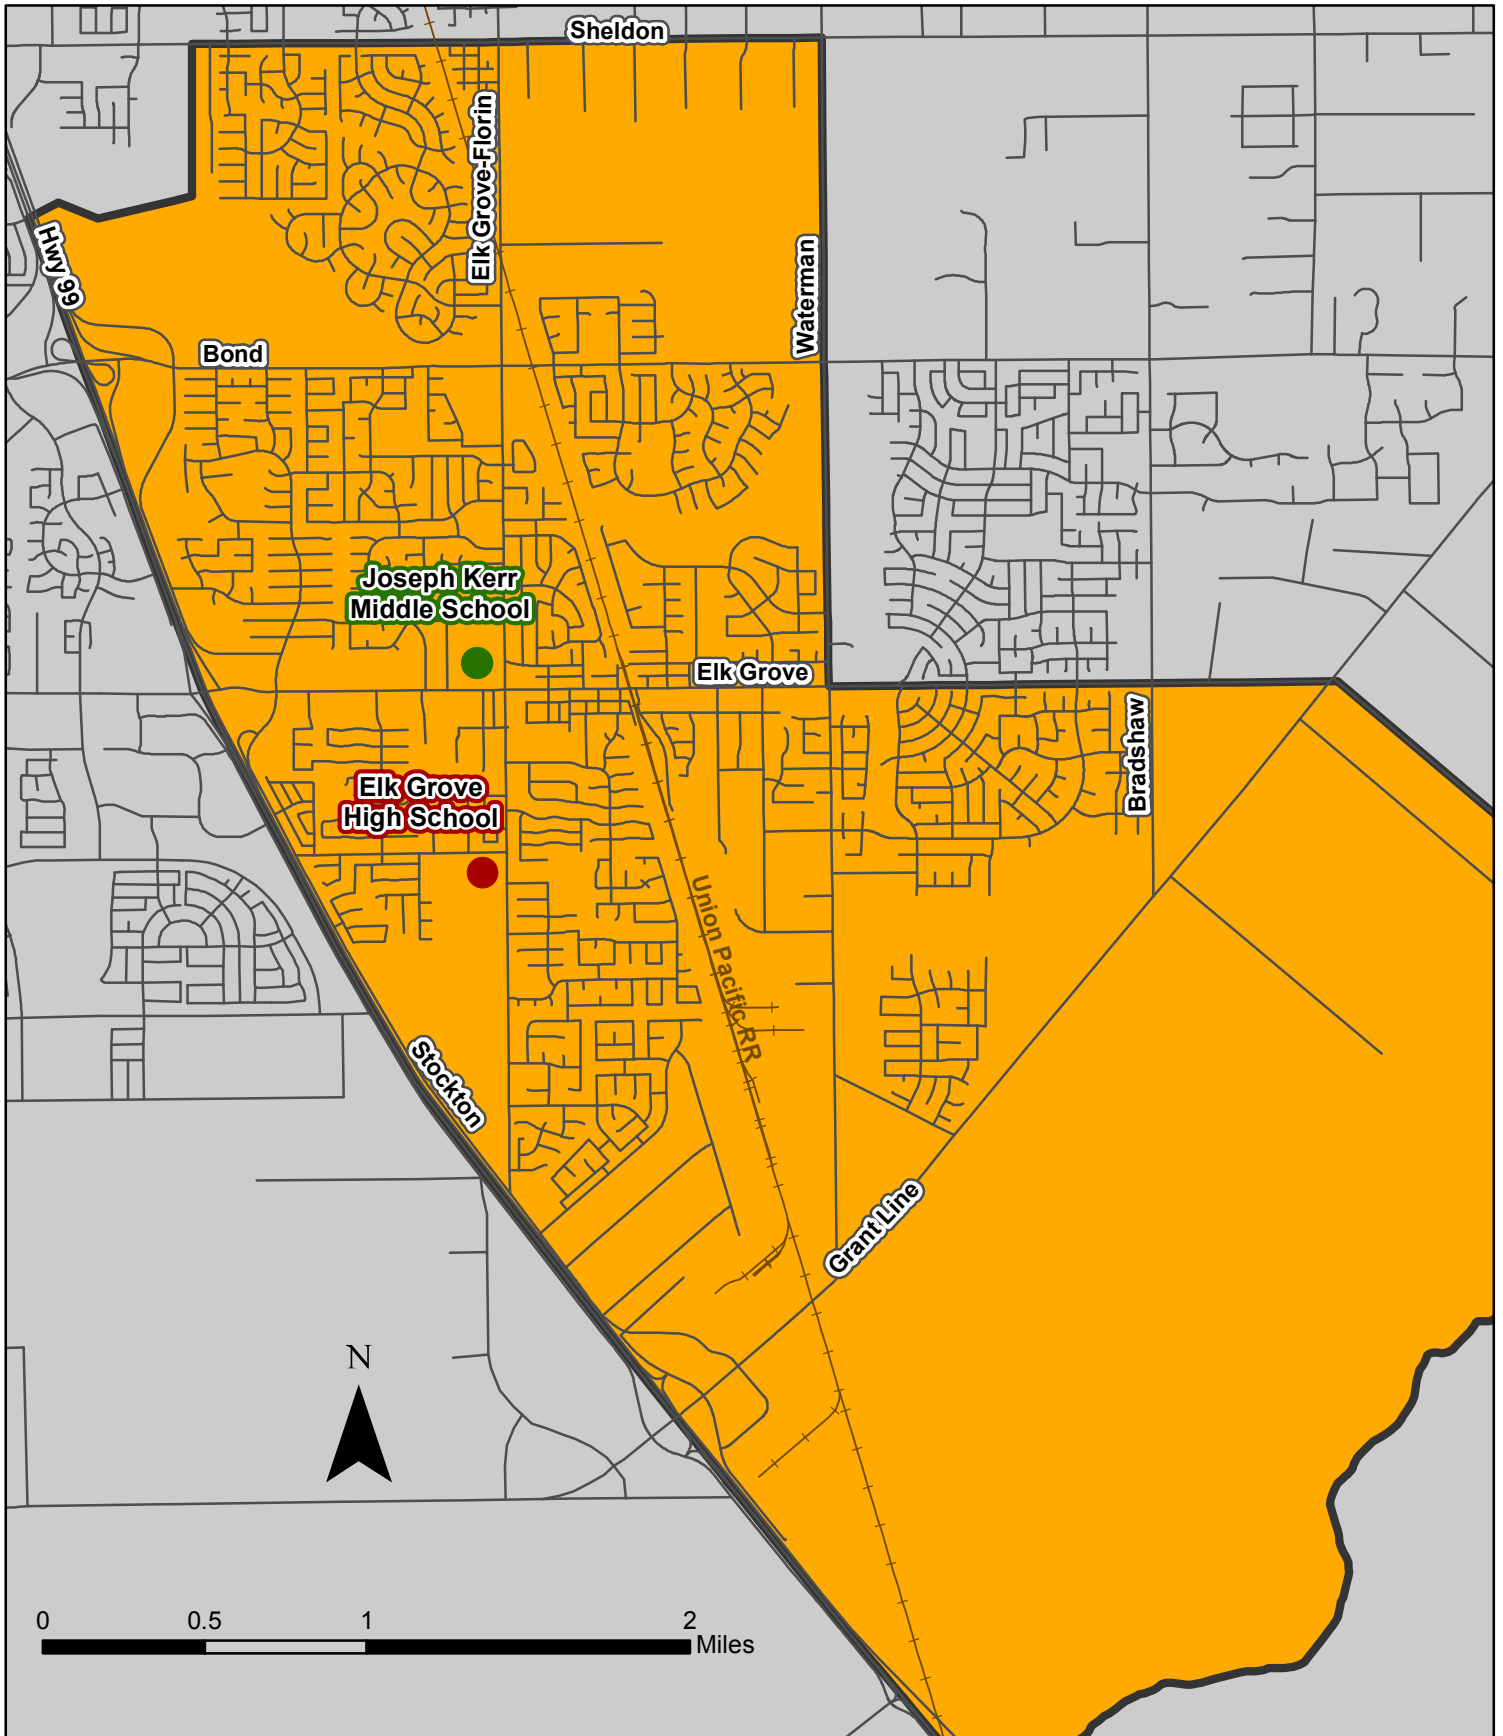 Sheldon
Elk Grove-Florin
Hwy 99
Waterman
Bond
Joseph Kerr
Middle School
Elk Grove
Bradshaw
Elk Grove
High School
Union Pacific RR
Stockton
Grant Line
N
0 0.5 1 2
Miles